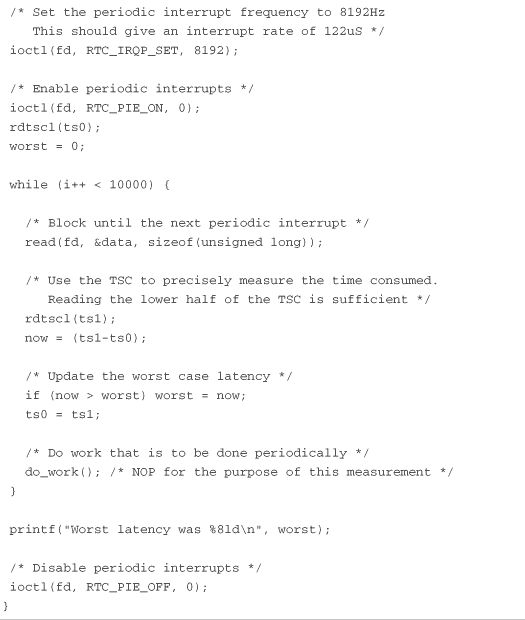 /* Set the periodic interrupt frequency to 8192Hz
This should give an interrupt rate of 122uS */
ioctl(fd, RTC_IRQP_SET, 8192);
/* Enable periodic interrupts */
ioctl(fd, RTC_PIE_ON, 0);
rdtscl(ts0);
worst = 0;
while (i++ < 10000) {
/* Block until the next periodic interrupt */
read(fd, &data, sizeof(unsigned long));
/* Use the TSC to precisely measure the time consumed.
Reading the lower half of the TSC is sufficient */
rdtscl(ts1);
now = (ts1-ts0);
/* Update the worst case latency */
if (now > worst) worst = now;
ts0 = ts1;
/* Do work that is to be done periodically */
do_work(); /* NOP for the purpose of this measurement */
}
printf("Worst latency was %8ld\n", worst);
/* Disable periodic interrupts */
ioctl(fd, RTC_PIE_OFF, 0);
}